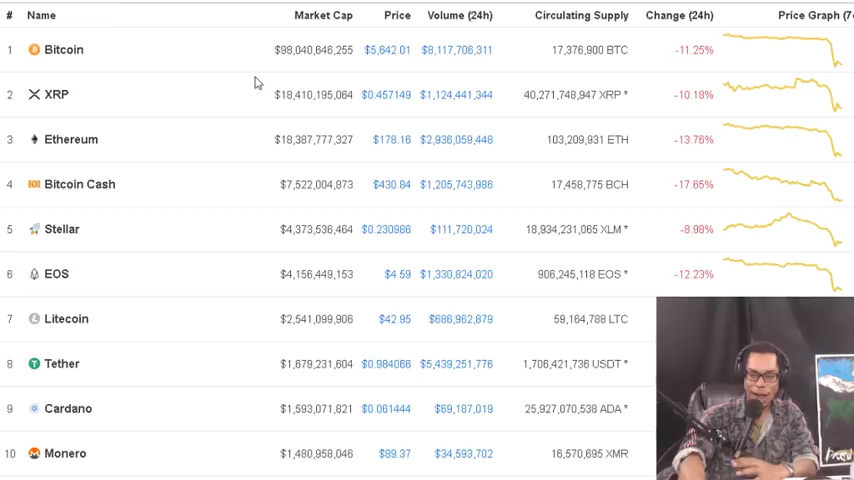 # Name Market Cap Price Volume (24h) Circulating Supply Change (24h) Price Graph (7
1 Bitcoin $98,040,646,255 $5,642.01 $8,117,706,311 17,376,900 BTC -11.25%
2 XRP $18,410,195,064 $0.457149 $1,124,441,344 40,271,748,947 XRP * -10.18%
3 Ethereum $18,387,777,327 $178.16 $2,936,059,448 103,209,931 ETH -13.76%
4 Bitcoin Cash $7,522,004,873 $430.84 $1,205,743,986 17,458,775 BCH -17.65%
5 Stellar $4,373,536,464 $0.230986 $111,720,024 18,934,231,065 XLM * -8.98%
6 EOS $4,156,449,153 $4.59 $1,330,824,020 906,245,118 EOS * -12.23%
7 Litecoin $2,541,099,906 $42.95 $686,962,879 59,164,788 LTC
8 Tether $1,679,231,604 $0.984066 $5,439,251,776 1,706,421,736 USDT *
9 Cardano $1,593,071,821 $0.061444 $69,187,019 25,927,070,538 ADA *
10 Monero $1,480,958,046 $89.37 $34,593,702 16,570,695 XMR